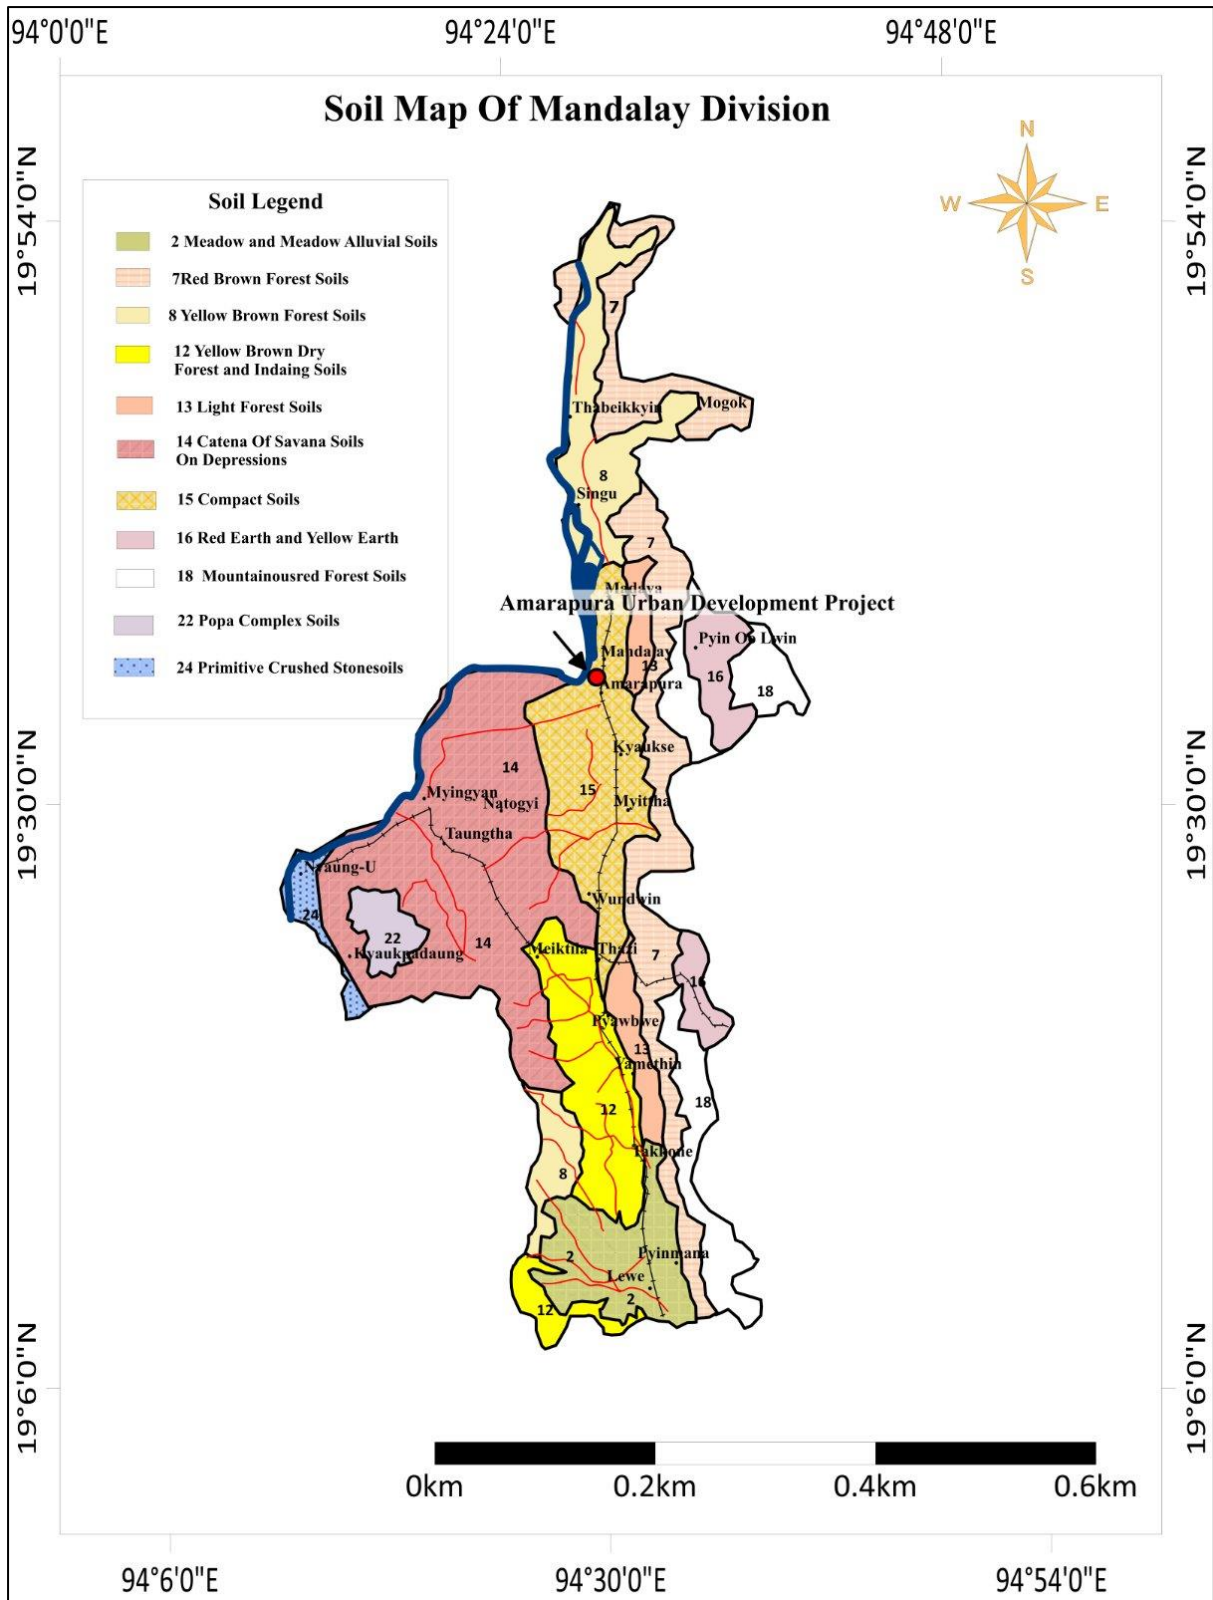 94°0'0"E 94°24'0"E 94°48'0"E
Soil Map Of Mandalay Division
N
W E
S
19°54'0"N
19°54'0"N
Soil Legend
2 Meadow and Meadow Alluvial Soils
7Red Brown Forest Soils
8 Yellow Brown Forest Soils
12 Yellow Brown Dry
Forest and Indaing Soils
13 Light Forest Soils
14 Catena Of Savana Soils
On Depressions
15 Compact Soils
16 Red Earth and Yellow Earth
18 Mountainousred Forest Soils
22 Popa Complex Soils
24 Primitive Crushed Stonesoils
7
Thabeikkyin
Mogok
8
Singu
7
Madaya
Amarapura Urban Development Project
Pyin Oo Lwin
Mandalay
13
16
Amarapura
18
Kyaukse
14
15
Myingyan
Natogyi
Myittha
19°30'0"N
19°30'0"N
Taungtha
Nyaung-U
Wundwin
24
22
14
Kyaukpadaung
Meiktila
Thazi
7
16
Pyawbwe
13
Yamethin
12
18
Takkone
8
2
Pyinmana
Lewe
2
12
19°6'0"N
19°6'0"N
0km 0.2km 0.4km 0.6km
94°6'0"E 94°30'0"E 94°54'0"E